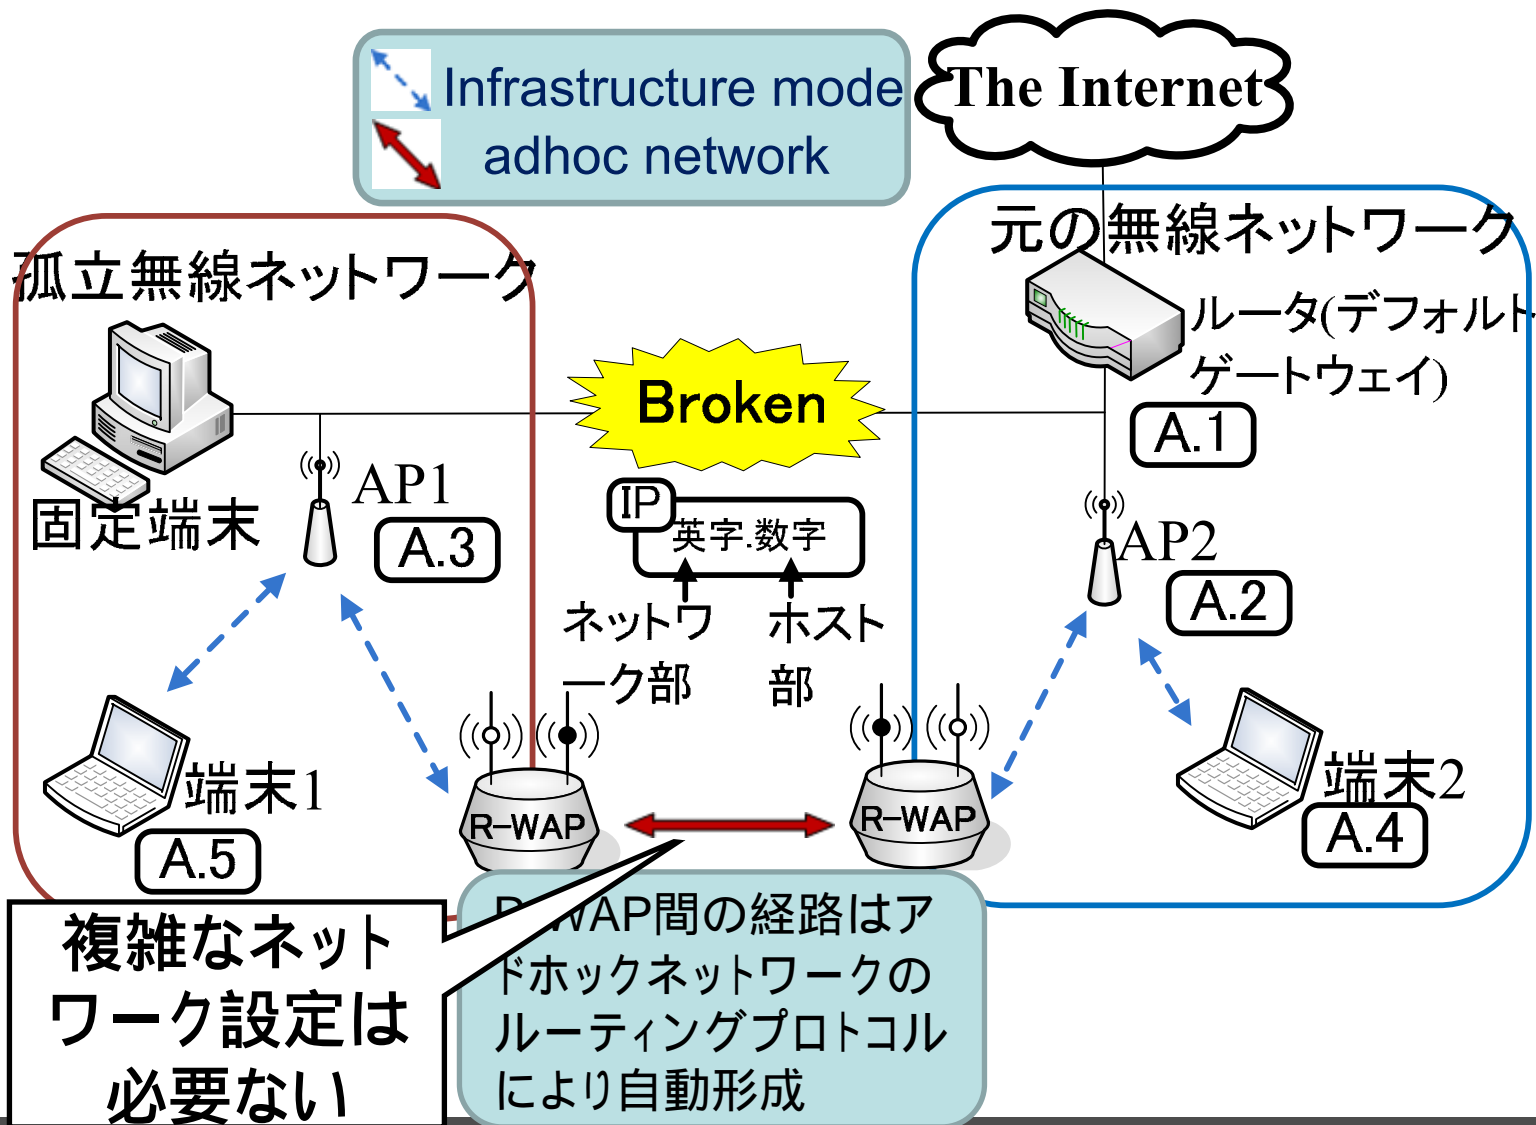 Infrastructure mode
adhoc network
The Internet
孤立無線ネットワーク
元の無線ネットワーク
ルータ(デフォルト
ゲートウェイ)
A.1
Broken
固定端末
AP1
A.3
IP
英字.数字
ネットワ
ーク部
ホスト
部
AP2
A.2
端末1
A.5
R-WAP
R-WAP
端末2
A.4
複雑なネット
ワーク設定は
必要ない
R-WAP間の経路はア
ドホックネットワークの
ルーティングプロトコル
により自動形成